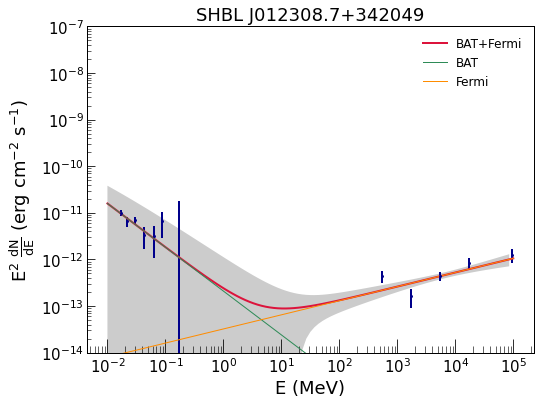 SHBL J012308.7+342049
BAT+Fermi
BAT
Fermi
E² dN/dE (erg cm⁻² s⁻¹)
10⁻⁷
10⁻⁸
10⁻⁹
10⁻¹⁰
10⁻¹¹
10⁻¹²
10⁻¹³
10⁻¹⁴
10⁻² 10⁻¹ 10⁰ 10¹ 10² 10³ 10⁴ 10⁵
E (MeV)